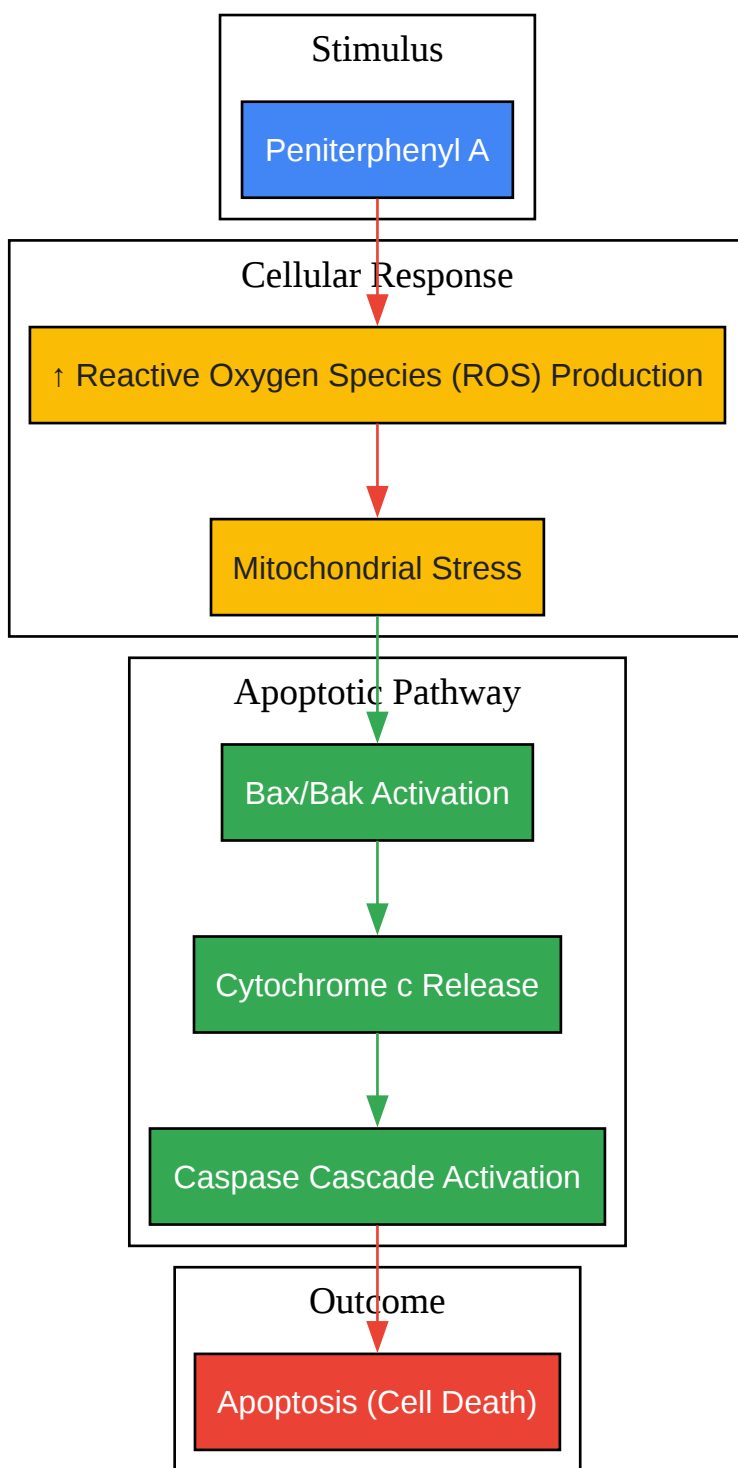 Stimulus
Peniterphenyl A
Cellular Response
↑ Reactive Oxygen Species (ROS) Production
Mitochondrial Stress
Apoptotic Pathway
Bax/Bak Activation
Cytochrome c Release
Caspase Cascade Activation
Outcome
Apoptosis (Cell Death)